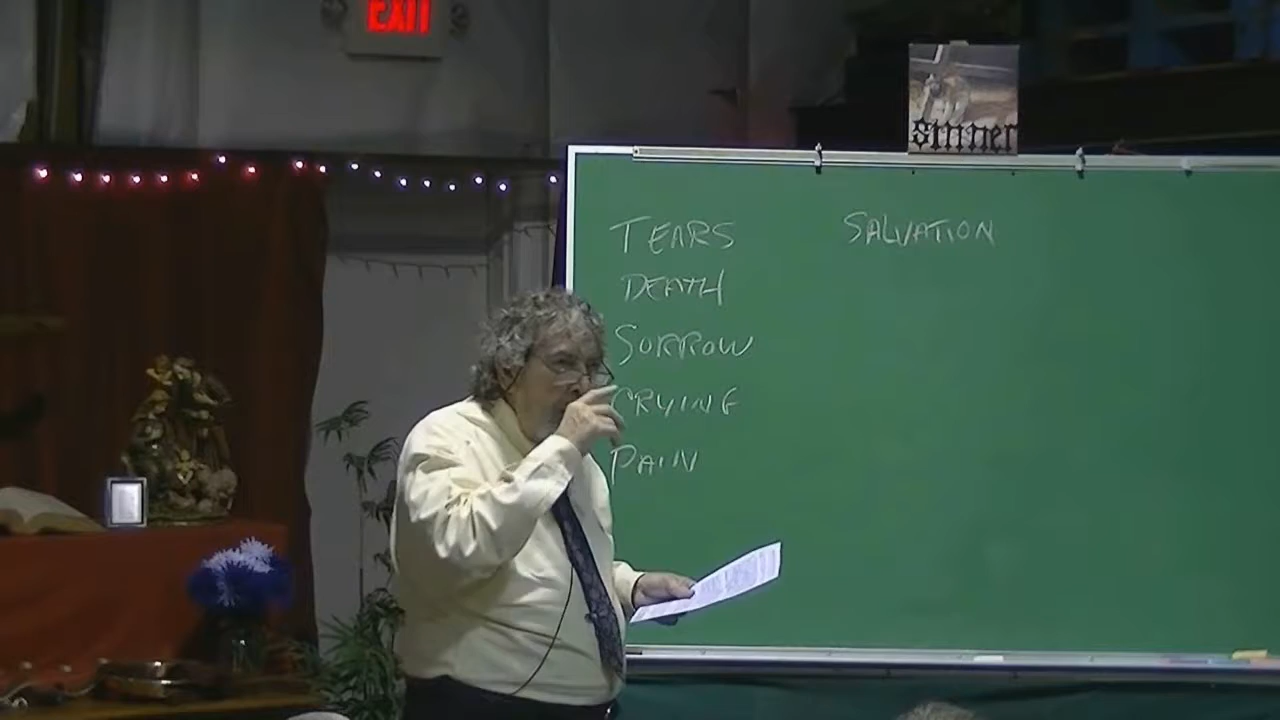 EXIT
Sinner
TEARS SALVATION
DEATH
SORROW
CRYING
PAIN